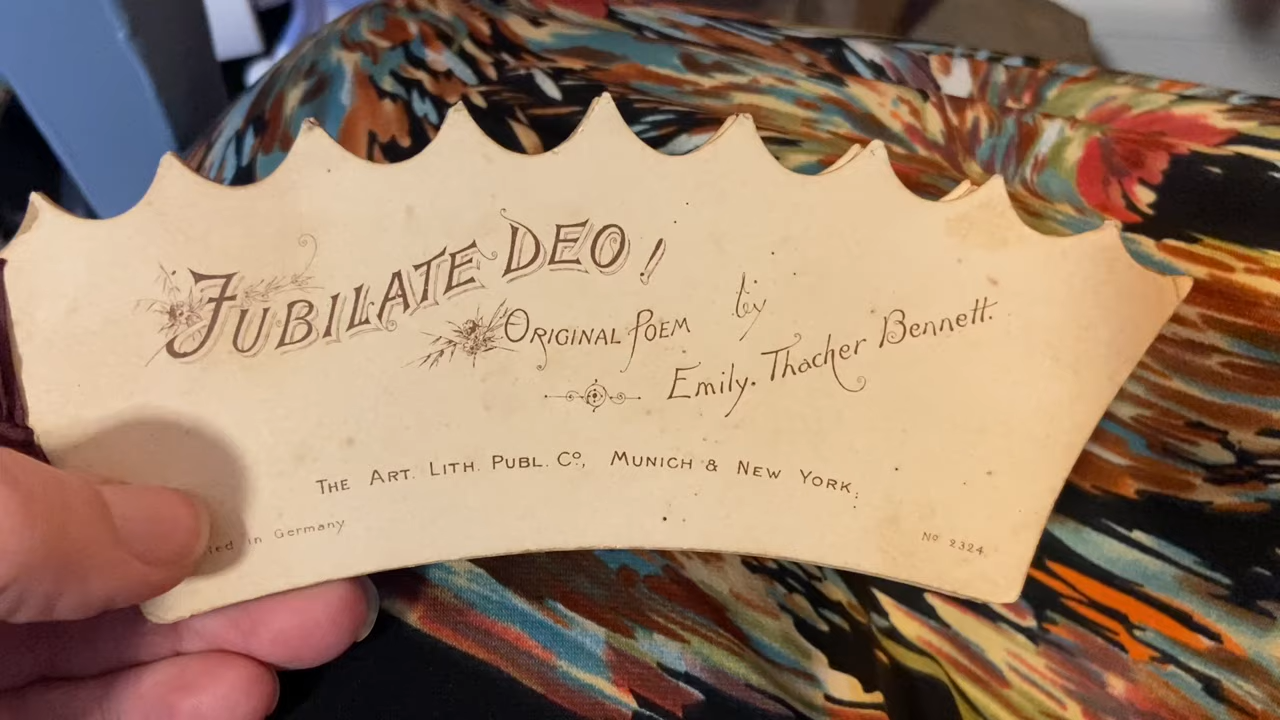 JUBILATE DEO!
ORIGINAL POEM by
Emily. Thacher Bennett.
THE ART. LITH. PUBL. Co., MUNICH & NEW YORK.
in Germany
No 2324.